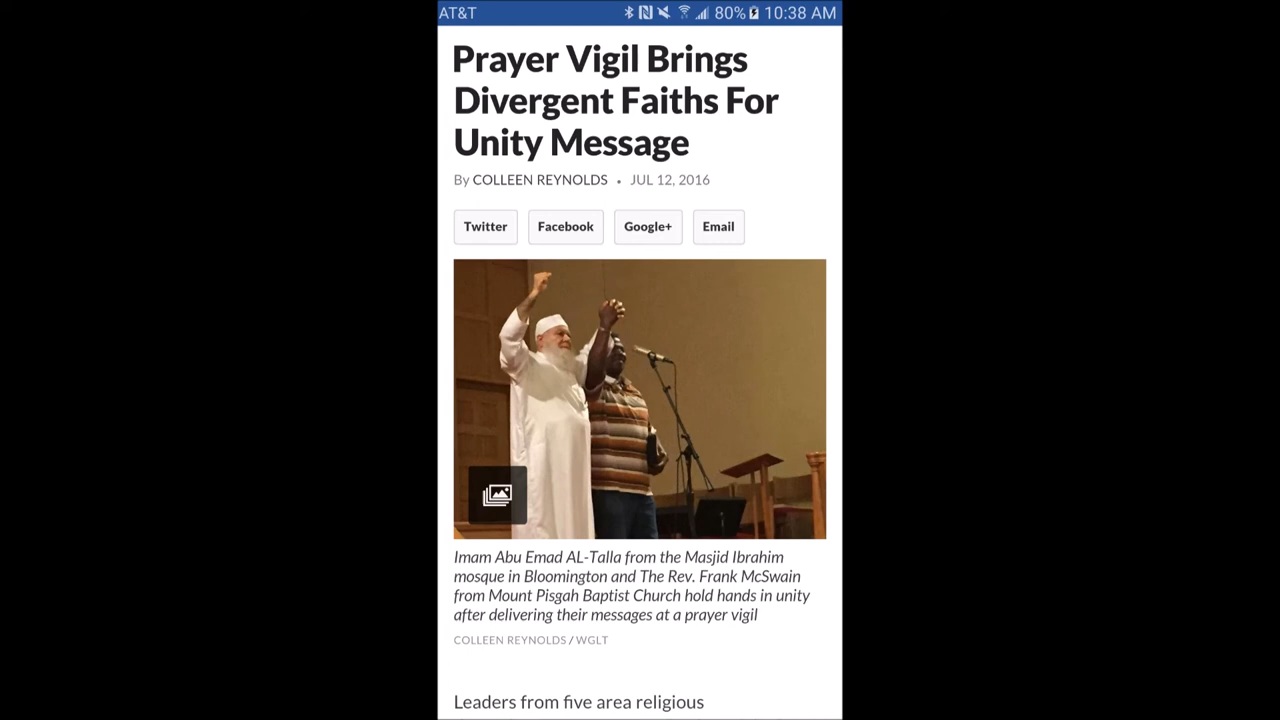 AT&T 80% 10:38 AM
Prayer Vigil Brings
Divergent Faiths For
Unity Message
By COLLEEN REYNOLDS • JUL 12, 2016
Twitter Facebook Google+ Email
Imam Abu Emad AL-Talla from the Masjid Ibrahim
mosque in Bloomington and The Rev. Frank McSwain
from Mount Pisgah Baptist Church hold hands in unity
after delivering their messages at a prayer vigil
COLLEEN REYNOLDS / WGLT
Leaders from five area religious